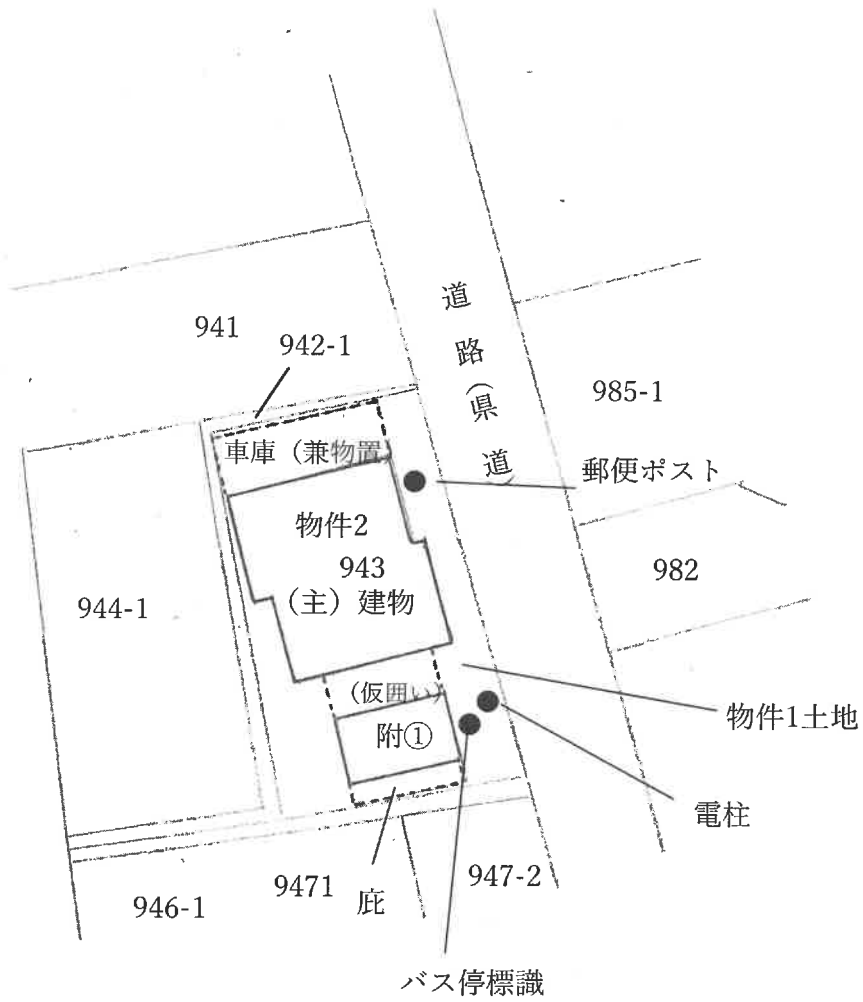 道路（県道）
941
942-1
985-1
車庫（兼物置）
郵便ポスト
物件2
943
982
（主）建物
944-1
（仮囲い）
物件1土地
附①
電柱
9471
947-2
庇
946-1
バス停標識